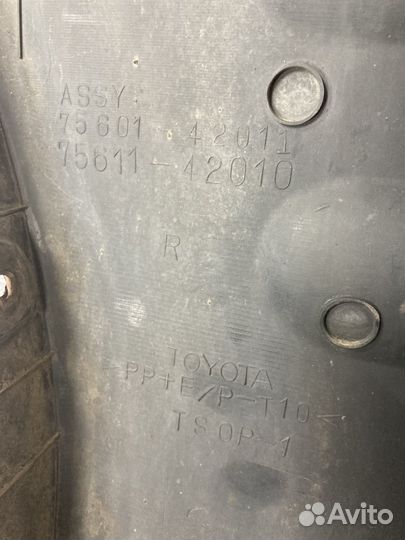 ASSY:
75601-42011
75611-42010
R
TOYOTA
>PP+E/P-T10<
TSOP-1
Avito